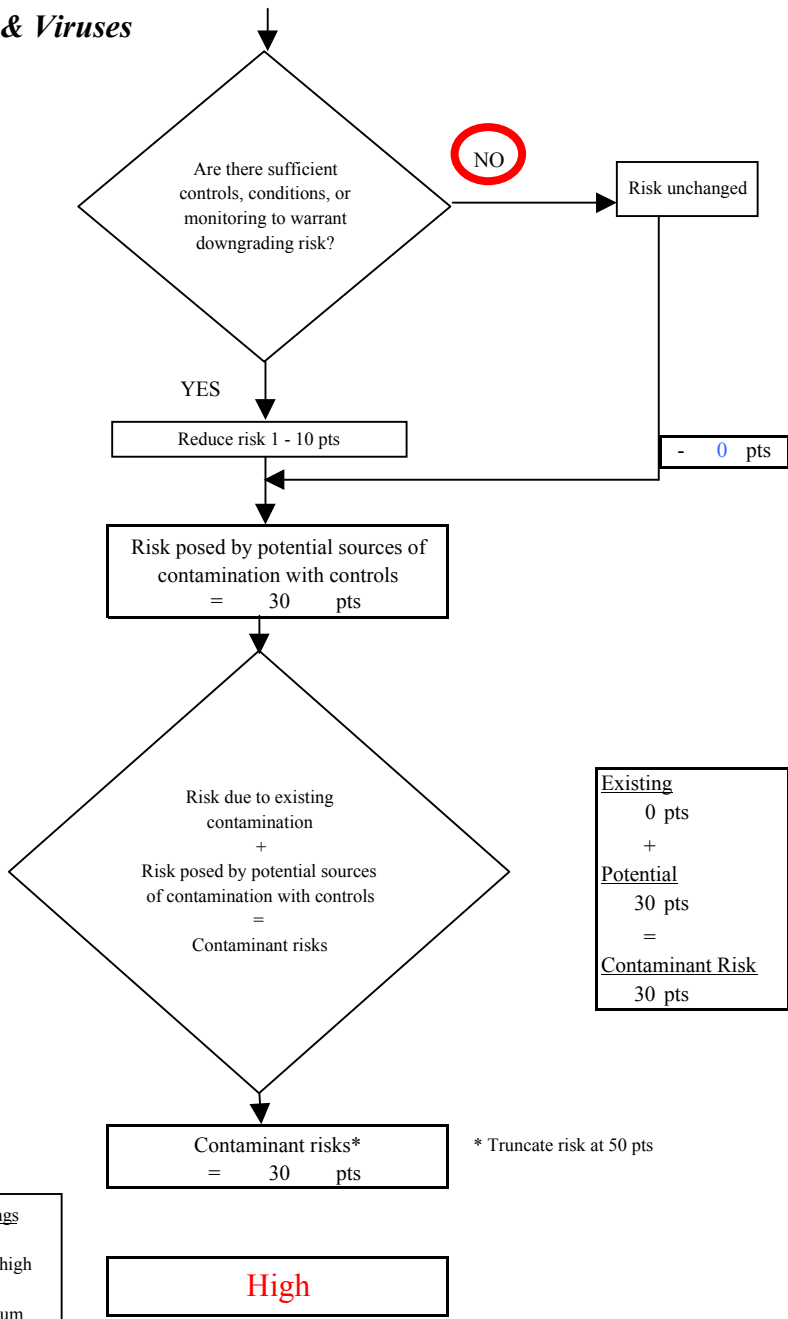 & Viruses
Are there sufficient
controls, conditions, or
monitoring to warrant
downgrading risk?
NO
Risk unchanged
YES
Reduce risk 1 - 10 pts
- 0 pts
Risk posed by potential sources of
contamination with controls
= 30 pts
Risk due to existing
contamination
+
Risk posed by potential sources
of contamination with controls
=
Contaminant risks
Existing
0 pts
+
Potential
30 pts
=
Contaminant Risk
30 pts
Contaminant risks*
= 30 pts
* Truncate risk at 50 pts
high
High